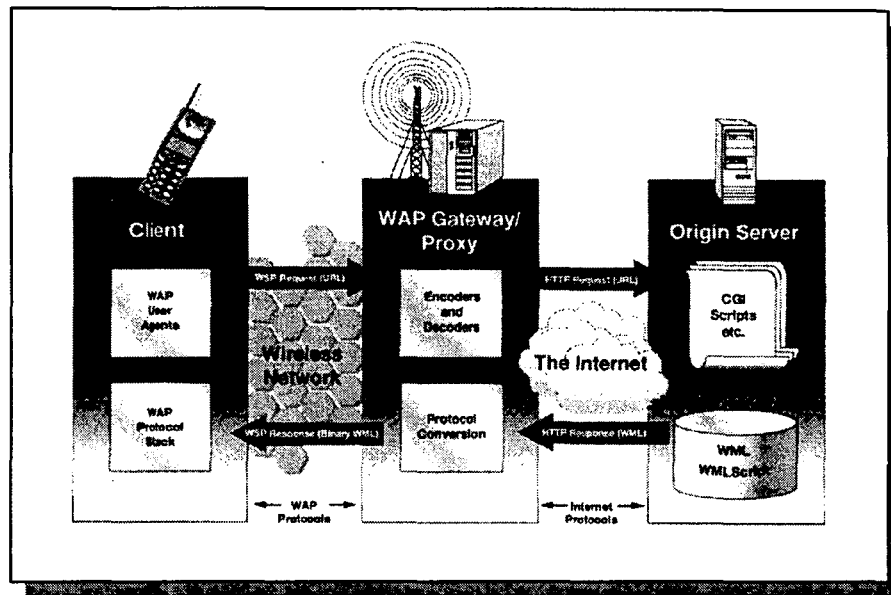 Client
WAP Gateway/
Proxy
Origin Server
WSP Request (URL)
HTTP Request (URL)
WAP
User
Agents
Encoders
and
Decoders
CGI
Scripts
etc.
Wireless
Network
The Internet
WAP
Protocol
Stack
WSP Response (Binary WML)
Protocol
Conversion
HTTP Response (WML)
WML
WMLScript
WAP
Protocols
Internet
Protocols